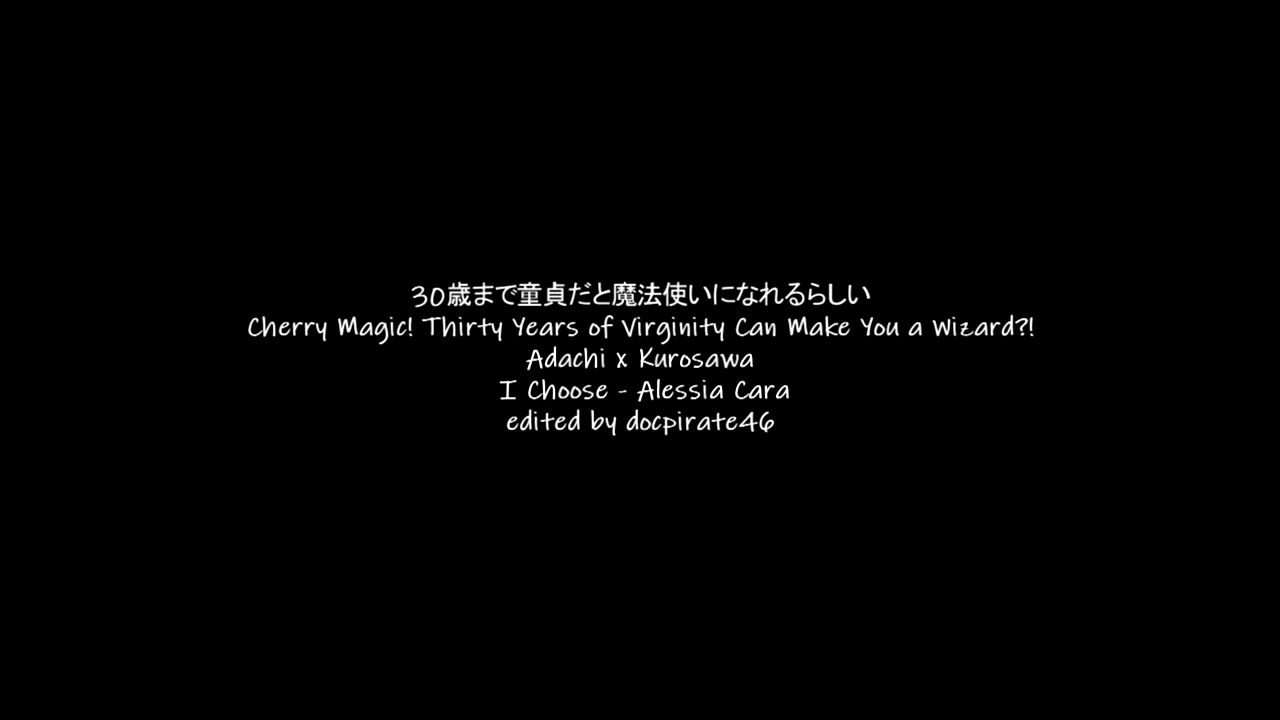 30歳まで童貞だと魔法使いになれるらしい
Cherry Magic! Thirty Years of Virginity Can Make You a Wizard?!
Adachi x Kurosawa
I Choose - Alessia Cara
edited by docpirate46